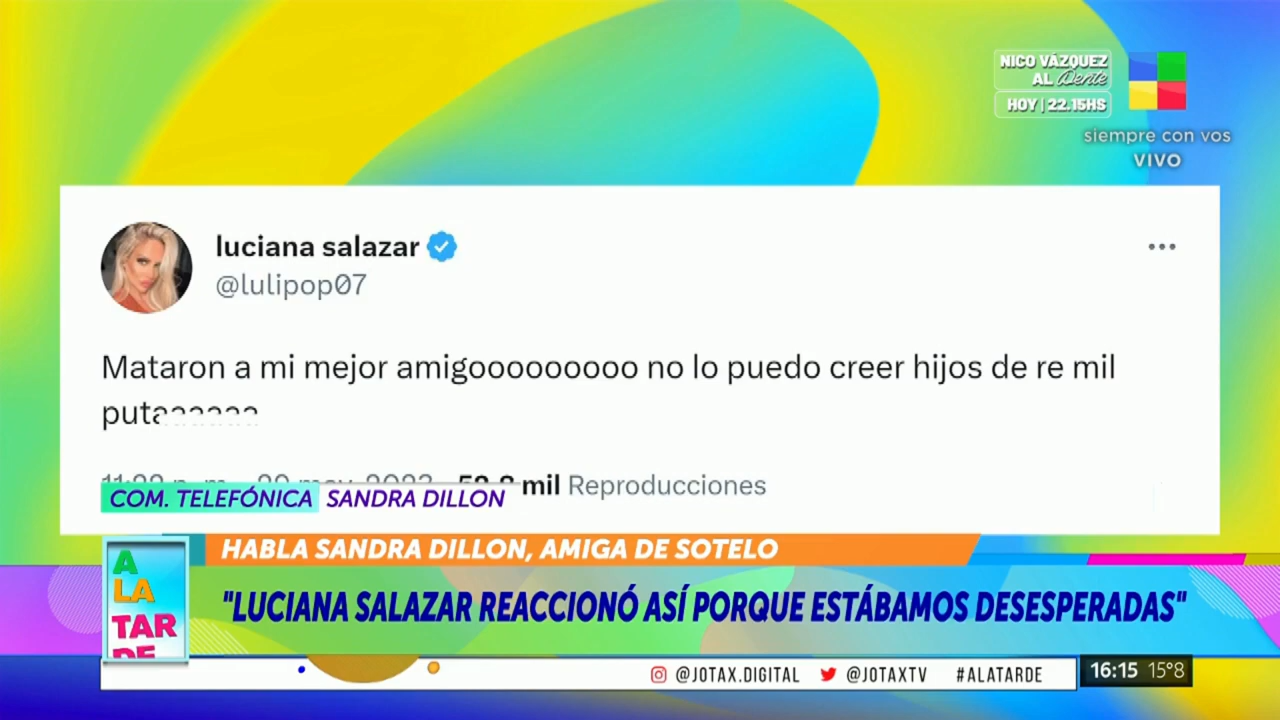 NICO VÁZQUEZ
AL Dente
HOY | 22.15HS
siempre con vos
VIVO
luciana salazar
@lulipop07
Mataron a mi mejor amigooooooooo no lo puedo creer hijos de re mil
putaaaaaa
mil Reproducciones
COM. TELEFÓNICA SANDRA DILLON
HABLA SANDRA DILLON, AMIGA DE SOTELO
"LUCIANA SALAZAR REACCIONÓ ASÍ PORQUE ESTÁBAMOS DESESPERADAS"
A
LA
TAR
DE
@JOTAX.DIGITAL @JOTAXTV #ALATARDE
16:15 15°8